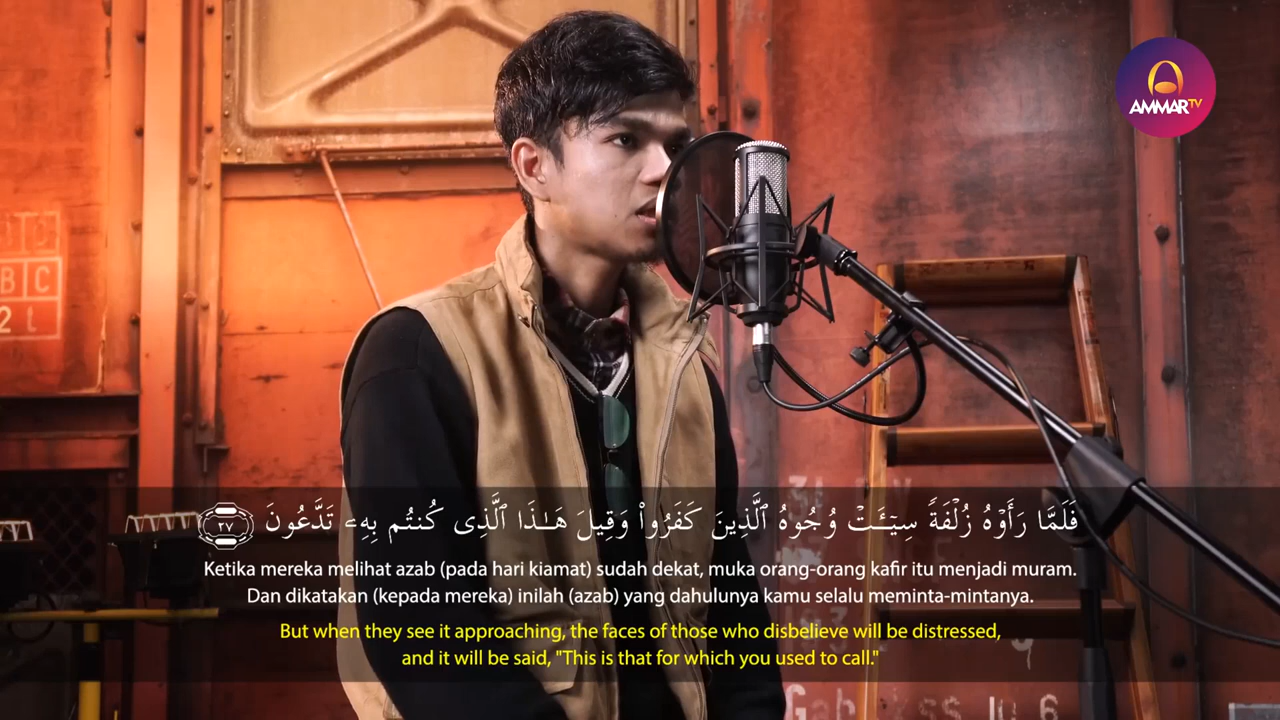 AMMARTV
B C
2 t
فَلَمَّا رَأَوْهُ زُلْفَةً سِيٓـَٔتْ وُجُوهُ ٱلَّذِينَ كَفَرُوا۟ وَقِيلَ هَـٰذَا ٱلَّذِى كُنتُم بِهِۦ تَدَّعُونَ ٢٧
Ketika mereka melihat azab (pada hari kiamat) sudah dekat, muka orang-orang kafir itu menjadi muram.
Dan dikatakan (kepada mereka) inilah (azab) yang dahulunya kamu selalu meminta-mintanya.
But when they see it approaching, the faces of those who disbelieve will be distressed,
and it will be said, "This is that for which you used to call."